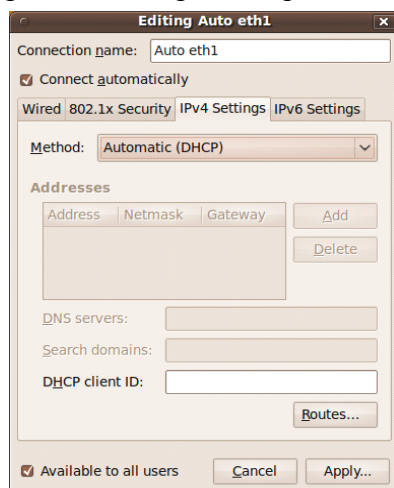 Editing Auto eth1
Connection name: Auto eth1
Connect automatically
Wired 802.1x Security IPv4 Settings IPv6 Settings
Method: Automatic (DHCP)
Addresses
Address Netmask Gateway Add
Delete
DNS servers:
Search domains:
DHCP client ID:
Routes...
Available to all users Cancel Apply...